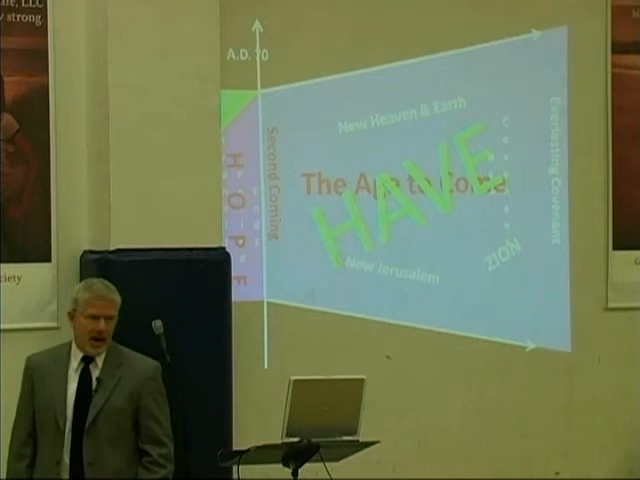 LLC
strong.
A.D. 70
New Heaven & Earth
HOPE
Second Coming
The Age to Come
HAVE
Everlasting Covenant
New Jerusalem
ZION
ciety